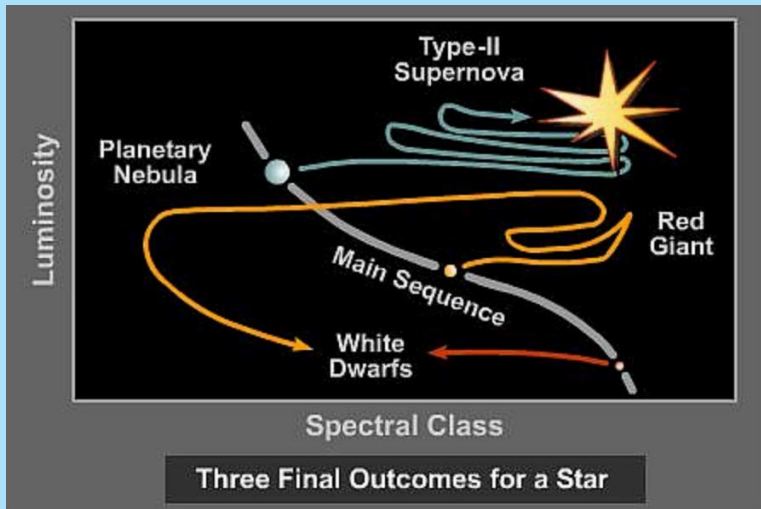 Type-II
Supernova
Planetary
Nebula
Luminosity
Red
Giant
Main Sequence
White
Dwarfs
Spectral Class
Three Final Outcomes for a Star